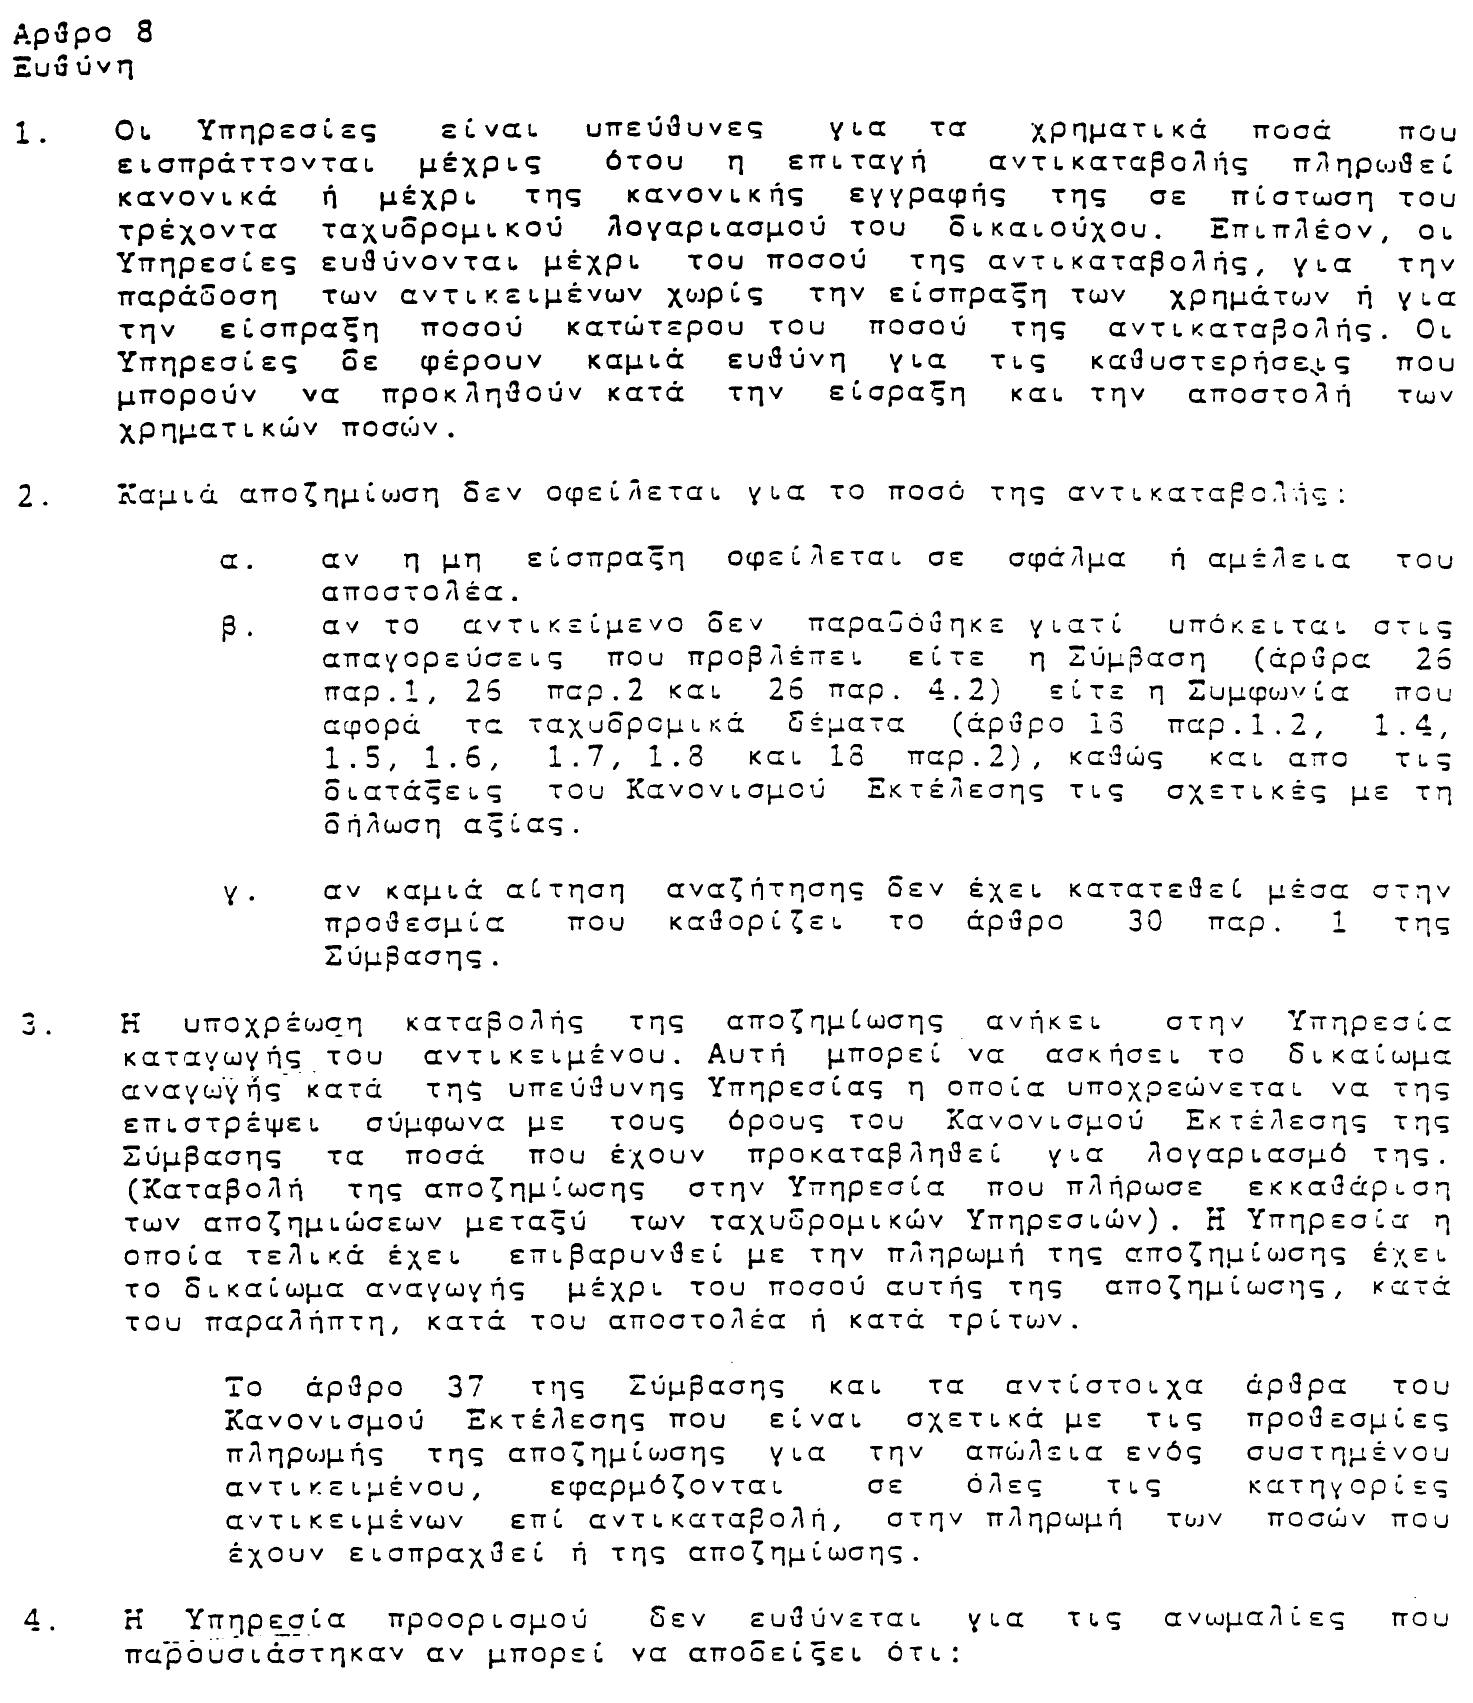 Αρθρο 8
Ευθύνη
1. Οι Υπηρεσίες είναι υπεύθυνες για τα χρηματικά ποσά που
εισπράττονται μέχρις ότου η επιταγή αντικαταβολής πληρωθεί
κανονικά ή μέχρι της κανονικής εγγραφής της σε πίστωση του
τρέχοντα ταχυδρομικού λογαριασμού του δικαιούχου. Επιπλέον, οι
Υπηρεσίες ευθύνονται μέχρι του ποσού της αντικαταβολής, για την
παράδοση των αντικειμένων χωρίς την είσπραξη των χρημάτων ή για
την είσπραξη ποσού κατώτερου του ποσού της αντικαταβολής. Οι
Υπηρεσίες δε φέρουν καμιά ευθύνη για τις καθυστερήσεις που
μπορούν να προκληθούν κατά την είσραξη και την αποστολή των
χρηματικών ποσών.
2. Καμιά αποζημίωση δεν οφείλεται για το ποσό της αντικαταβολής:
α. αν η μη είσπραξη οφείλεται σε σφάλμα ή αμέλεια του
αποστολέα.
β. αν το αντικείμενο δεν παραδόθηκε γιατί υπόκειται στις
απαγορεύσεις που προβλέπει είτε η Σύμβαση (άρθρα 26
παρ.1, 26 παρ.2 και 26 παρ. 4.2) είτε η Συμφωνία που
αφορά τα ταχυδρομικά δέματα (άρθρο 18 παρ.1.2, 1.4,
1.5, 1.6, 1.7, 1.8 και 18 παρ.2), καθώς και απο τις
διατάξεις του Κανονισμού Εκτέλεσης τις σχετικές με τη
δήλωση αξίας.
γ. αν καμιά αίτηση αναζήτησης δεν έχει κατατεθεί μέσα στην
προθεσμία που καθορίζει το άρθρο 30 παρ. 1 της
Σύμβασης.
3. Η υποχρέωση καταβολής της αποζημίωσης ανήκει στην Υπηρεσία
καταγωγής του αντικειμένου. Αυτή μπορεί να ασκήσει το δικαίωμα
αναγωγής κατά της υπεύθυνης Υπηρεσίας η οποία υποχρεώνεται να της
επιστρέψει σύμφωνα με τους όρους του Κανονισμού Εκτέλεσης της
Σύμβασης τα ποσά που έχουν προκαταβληθεί για λογαριασμό της.
(Καταβολή της αποζημίωσης στην Υπηρεσία που πλήρωσε εκκαθάριση
των αποζημιώσεων μεταξύ των ταχυδρομικών Υπηρεσιών). Η Υπηρεσία η
οποία τελικά έχει επιβαρυνθεί με την πληρωμή της αποζημίωσης έχει
το δικαίωμα αναγωγής μέχρι του ποσού αυτής της αποζημίωσης, κατά
του παραλήπτη, κατά του αποστολέα ή κατά τρίτων.
Το άρθρο 37 της Σύμβασης και τα αντίστοιχα άρθρα του
Κανονισμού Εκτέλεσης που είναι σχετικά με τις προθεσμίες
πληρωμής της αποζημίωσης για την απώλεια ενός συστημένου
αντικειμένου, εφαρμόζονται σε όλες τις κατηγορίες
αντικειμένων επί αντικαταβολή, στην πληρωμή των ποσών που
έχουν εισπραχθεί ή της αποζημίωσης.
4. Η Υπηρεσία προορισμού δεν ευθύνεται για τις ανωμαλίες που
παρουσιάστηκαν αν μπορεί να αποδείξει ότι: